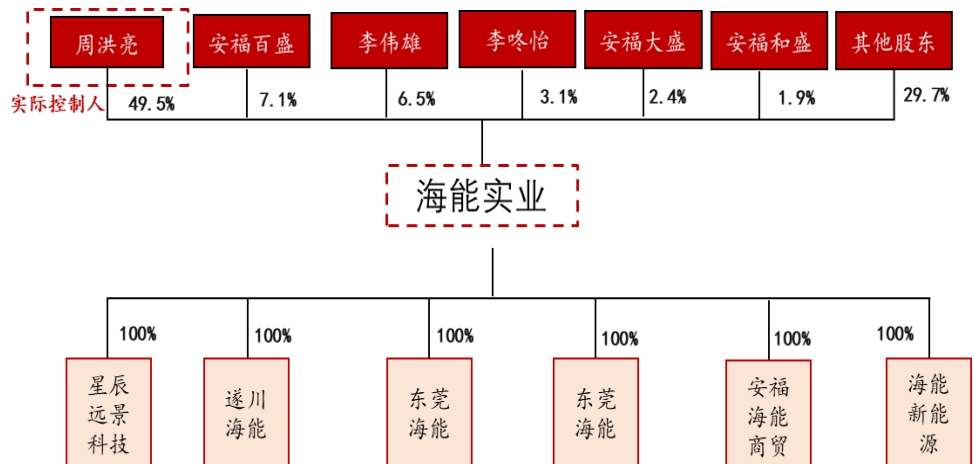 周洪亮
安福百盛
李伟雄
李咚怡
安福大盛
安福和盛
其他股东
实际控制人
49.5%
7.1%
6.5%
3.1%
2.4%
1.9%
29.7%
海能实业
100%
100%
100%
100%
100%
100%
星辰
远景
科技
遂川
海能
东莞
海能
东莞
海能
安福
海能
商贸
海能
新能
源